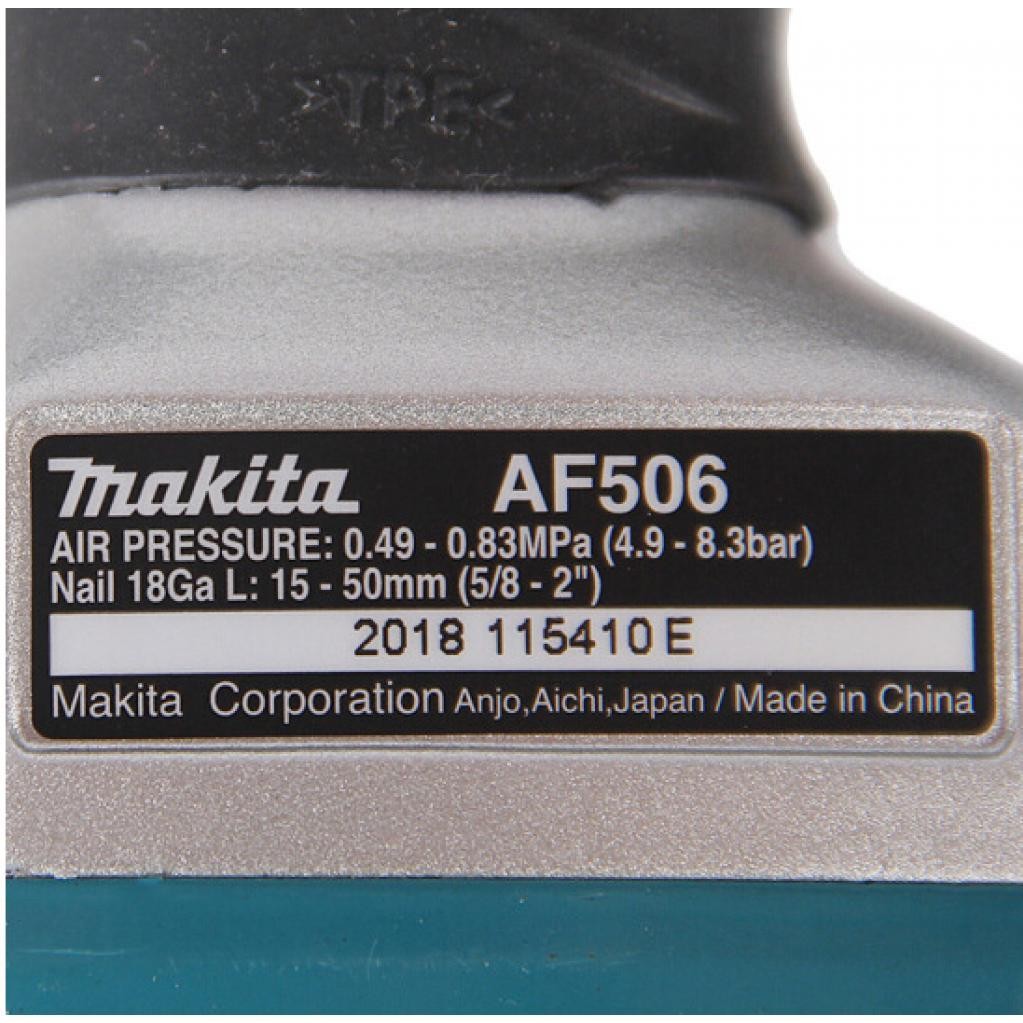 >TPE<
makita AF506
AIR PRESSURE: 0.49 - 0.83MPa (4.9 - 8.3bar)
Nail 18Ga L: 15 - 50mm (5/8 - 2")
2018 115410 E
Makita Corporation Anjo,Aichi,Japan / Made in China